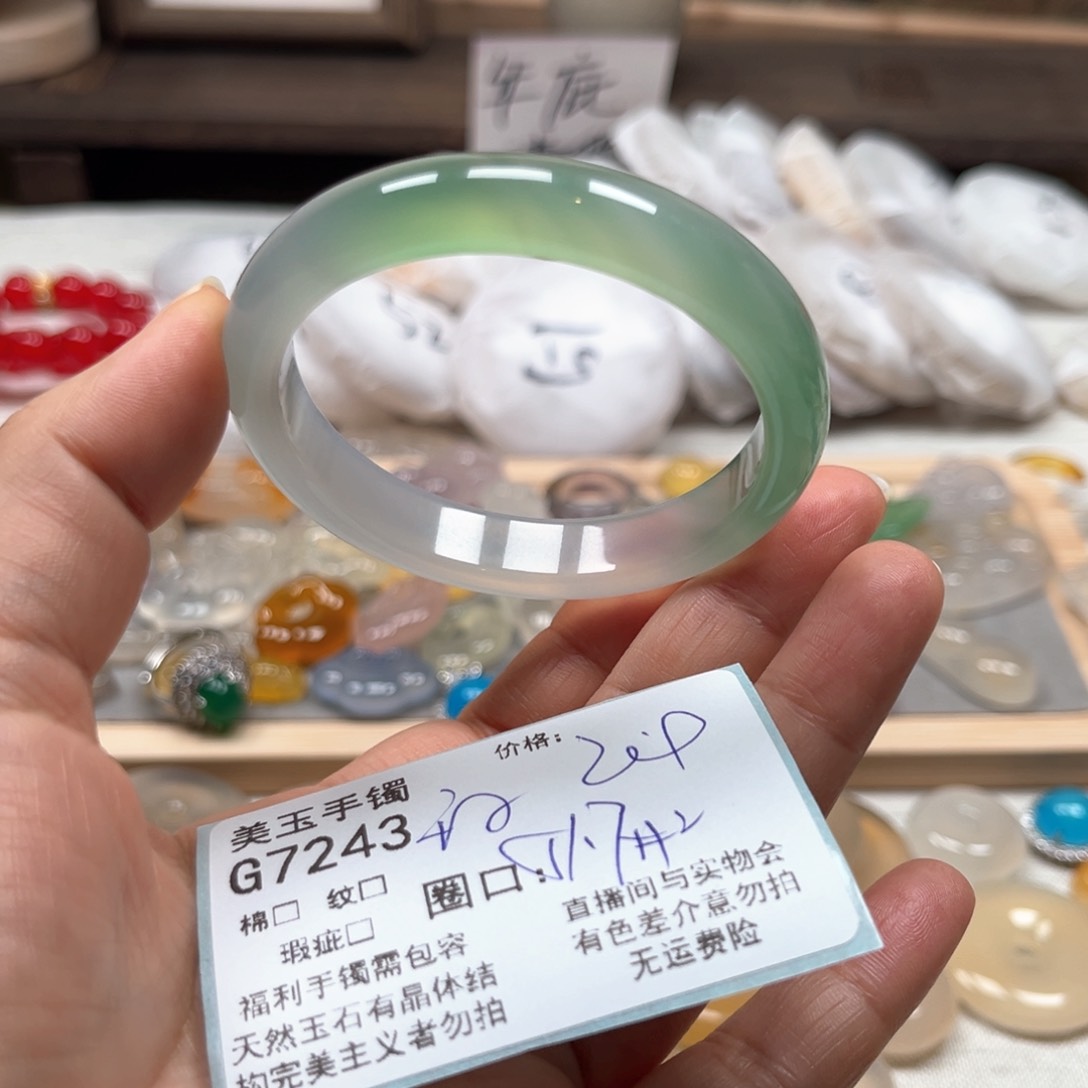 年底
价格:
美玉手镯
G7243
圈口:
棉□ 纹□
瑕疵□
福利手镯需包容
天然玉石有晶体结
构完美主义者勿拍
直播间与实物会
有色差介意勿拍
无运费险